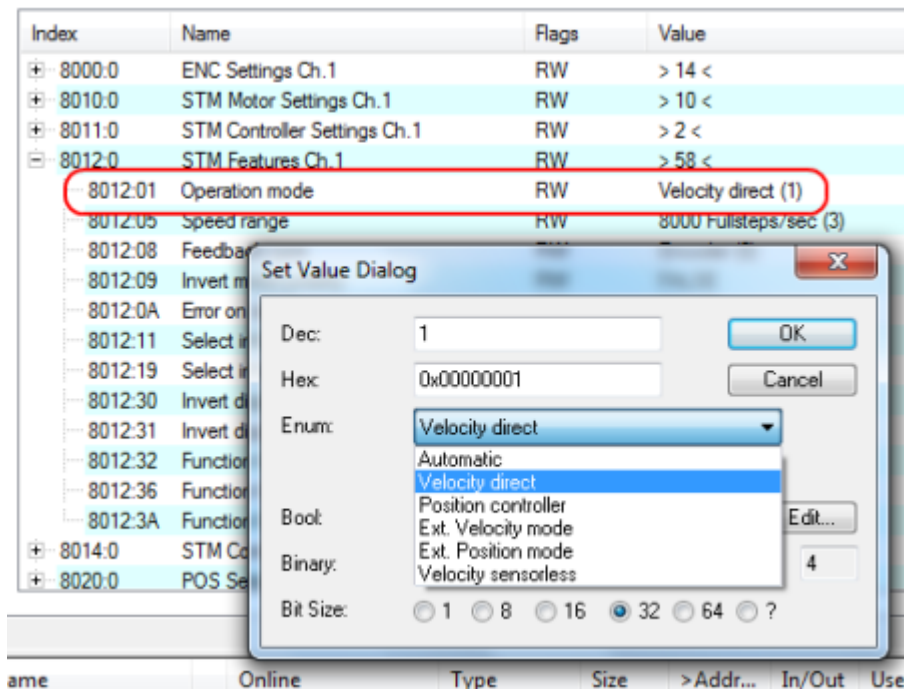 Index Name Flags Value
8000:0 ENC Settings Ch.1 RW > 14 <
8010:0 STM Motor Settings Ch.1 RW > 10 <
8011:0 STM Controller Settings Ch.1 RW > 2 <
8012:0 STM Features Ch.1 RW > 58 <
8012:01 Operation mode RW Velocity direct (1)
8012:05 Speed range RW 8000 Fullsteps/sec (3)
8012:08
8012:09 Invert
8012:0A Error on
8012:11 Select
8012:19 Select
8012:30 Invert
8012:31 Invert
8012:32
8012:36
8012:3A
8014:0 STM
8020:0 POS
Set Value Dialog
Dec: 1 OK
Hex: 0x00000001 Cancel
Enum: Velocity direct
Automatic
Velocity direct
Position controller
Ext. Velocity mode
Ext. Position mode
Velocity sensorless
Bool: Edit...
Binary: 4
Bit Size: 1 8 16 32 64 ?
ame Online Type Size >Addr... In/Out Use